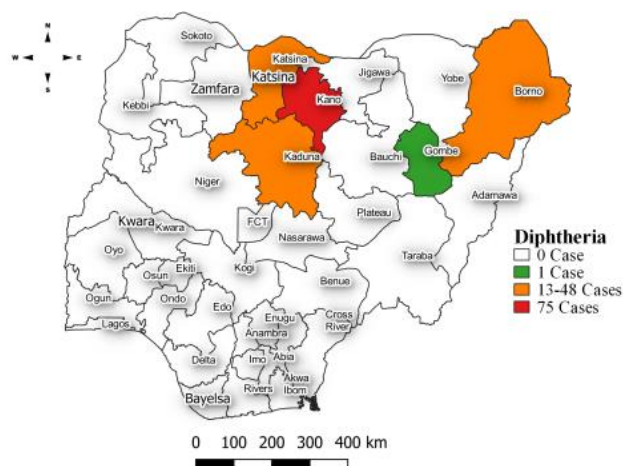 N
W E
S
Sokoto
Katsina
Katsina
Jigawa
Yobe
Zamfara
Borno
Kano
Kebbi
Kaduna
Bauchi
Gombe
Niger
Adamawa
Plateau
Kwara
Kwara
FCT
Nasarawa
Taraba
Oyo
Ekiti
Kogi
Osun
Benue
Ogun
Ondo
Edo
Lagos
Enugu
Cross
River
Anambra
Delta
Imo
Abia
Akwa
Ibom
Rivers
Bayelsa
Diphtheria
0 Case
1 Case
13-48 Cases
75 Cases
0 100 200 300 400 km